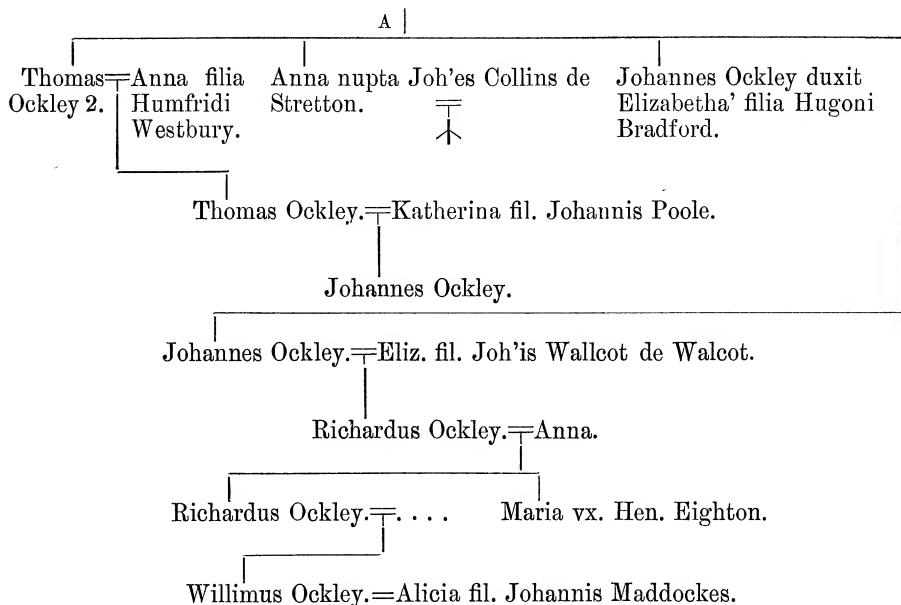 A
Thomas = Anna filia Anna nupta Joh'es Collins de Johannes Ockley duxit
Ockley 2. Humfridi Stretton. Elizabetha' filia Hugoni
Westbury. Bradford.
Thomas Ockley.=Katherina fil. Johannis Poole.
Johannes Ockley.
Johannes Ockley.=Eliz. fil. Joh'is Wallcot de Walcot.
Richardus Ockley.=Anna.
Richardus Ockley.=. . . . Maria vx. Hen. Eighton.
Willimus Ockley.=Alicia fil. Johannis Maddockes.